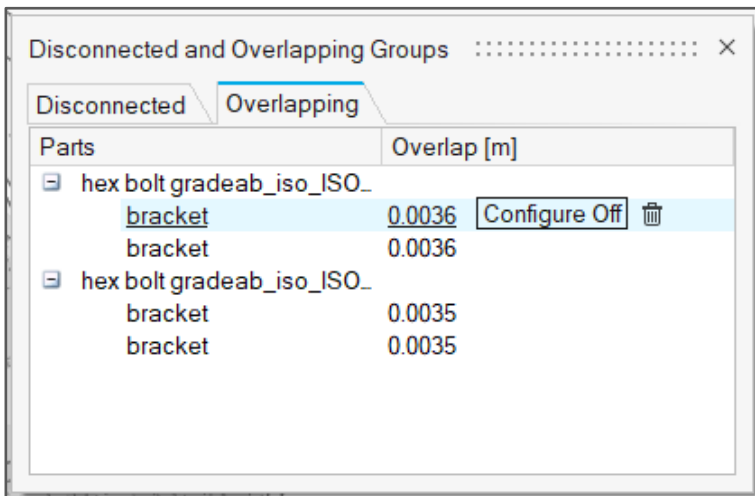 Disconnected and Overlapping Groups
Disconnected Overlapping
Parts Overlap [m]
hex bolt gradeab_iso_ISO_
bracket 0.0036 Configure Off
bracket 0.0036
hex bolt gradeab_iso_ISO_
bracket 0.0035
bracket 0.0035